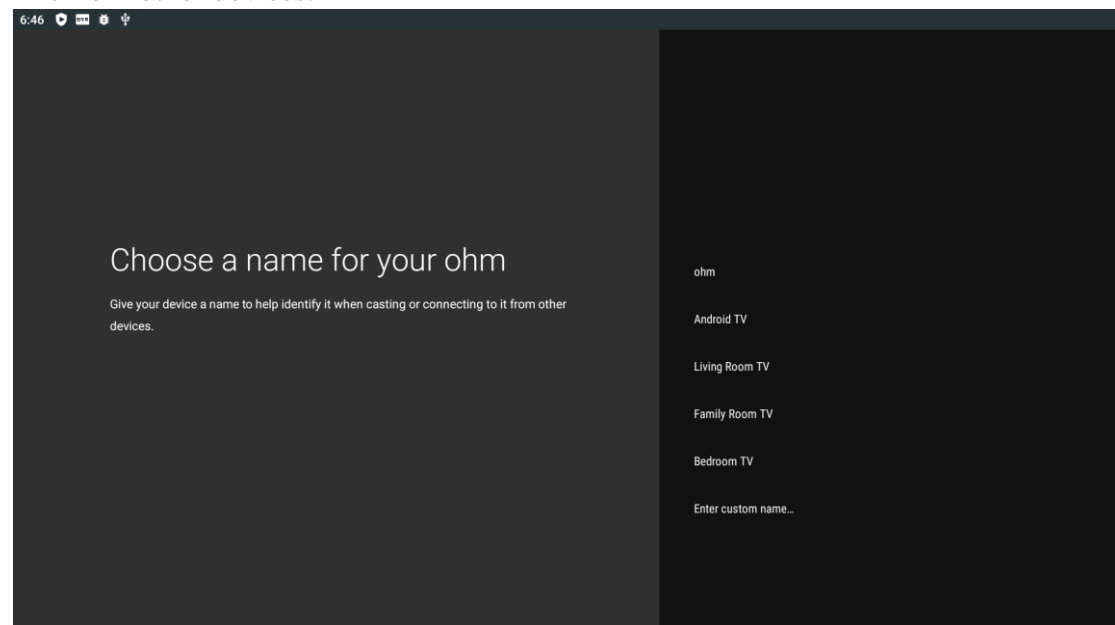 6:46
Choose a name for your ohm
Give your device a name to help identify it when casting or connecting to it from other
devices.
ohm
Android TV
Living Room TV
Family Room TV
Bedroom TV
Enter custom name…